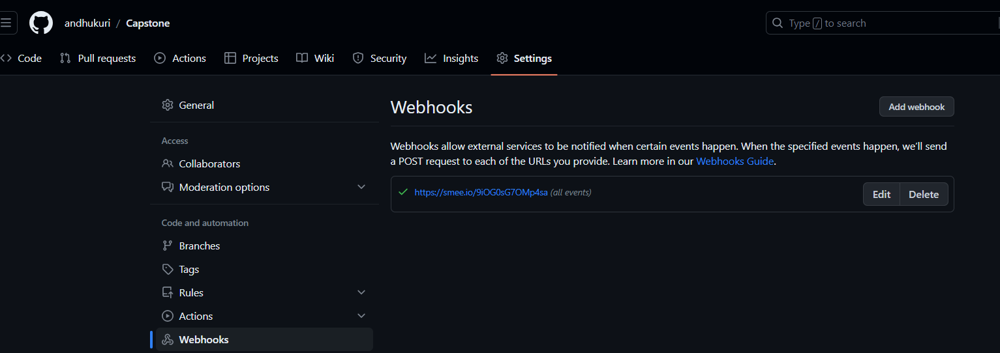 andhukuri / Capstone
Type / to search
Code
Pull requests
Actions
Projects
Wiki
Security
Insights
Settings
General
Access
Collaborators
Moderation options
Code and automation
Branches
Tags
Rules
Actions
Webhooks
Webhooks
Add webhook
Webhooks allow external services to be notified when certain events happen. When the specified events happen, we’ll send
a POST request to each of the URLs you provide. Learn more in our Webhooks Guide.
https://smee.io/9iOG0sG7OMp4sa (all events)
Edit
Delete